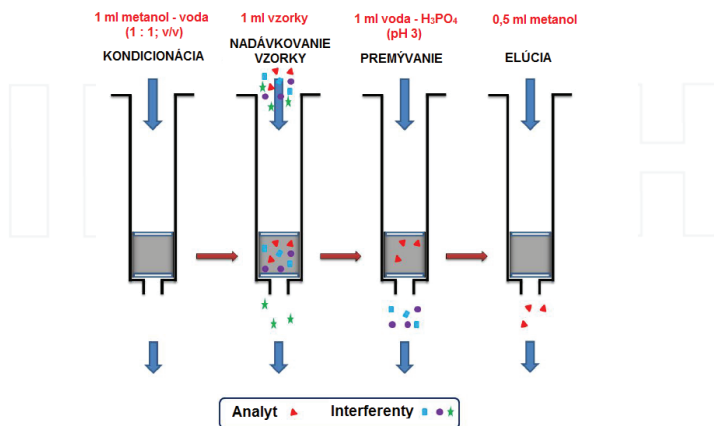 1 ml metanol - voda
(1 : 1; v/v)
KONDICIONÁCIA
1 ml vzorky
NADÁVKOVANIE
VZORKY
1 ml voda - H₃PO₄
(pH 3)
PREMÝVANIE
0,5 ml metanol
ELÚCIA
Analyt
Interferenty